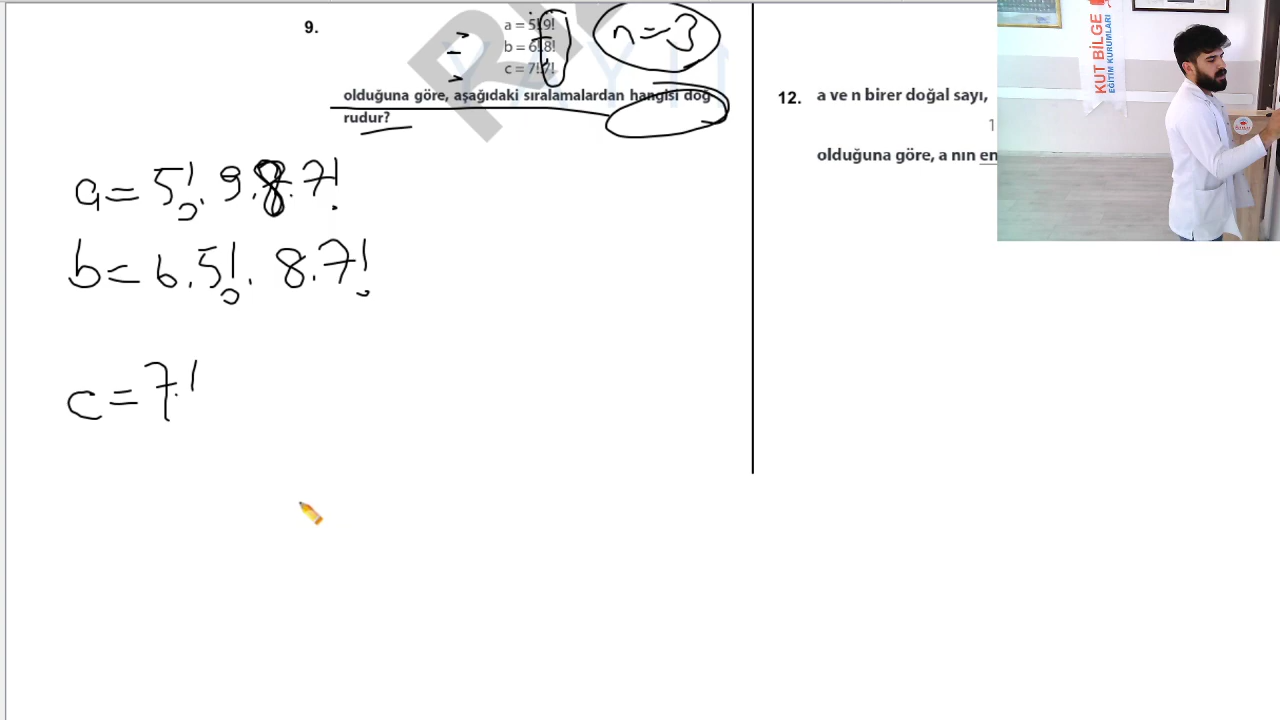 9.
a = 5!.9!
b = 6!.8!
c = 7!.7!
n = -3
olduğuna göre, aşağıdaki sıralamalardan hangisi doğ
rudur?
a = 5! . 9 . 8 . 7!
b = 6 . 5! . 8 . 7!
c = 7!
12. a ve n birer doğal sayı,
1
olduğuna göre, a nın en
KUT BİLGE
EĞİTİM KURUMLARI